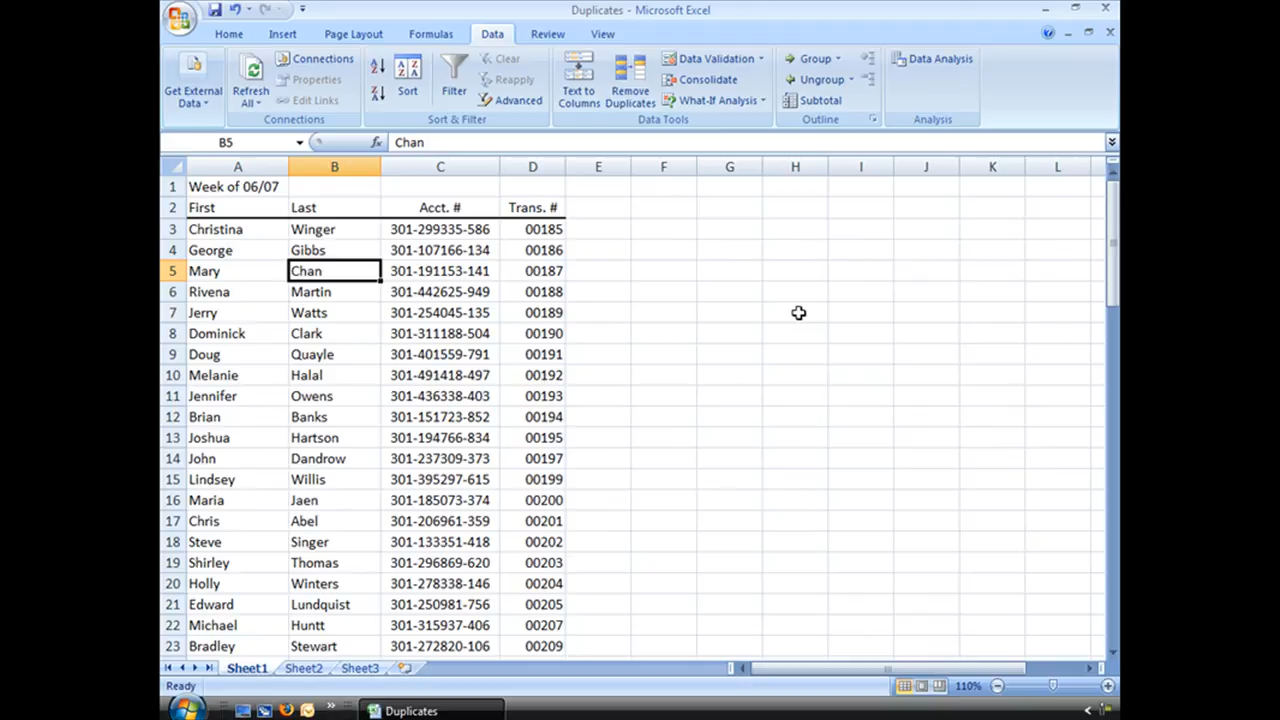 Duplicates - Microsoft Excel
Home Insert Page Layout Formulas Data Review View
Get External Data
Refresh All
Connections
Properties
Edit Links
Connections
Sort
Filter
Clear
Reapply
Advanced
Sort & Filter
Text to Columns
Remove Duplicates
Data Validation
Consolidate
What-If Analysis
Data Tools
Group
Ungroup
Subtotal
Outline
Data Analysis
Analysis
B5 fx Chan
A B C D E F G H I J K L
1 Week of 06/07
2 First Last Acct. # Trans. #
3 Christina Winger 301-299335-586 00185
4 George Gibbs 301-107166-134 00186
5 Mary Chan 301-191153-141 00187
6 Rivena Martin 301-442625-949 00188
7 Jerry Watts 301-254045-135 00189
8 Dominick Clark 301-311188-504 00190
9 Doug Quayle 301-401559-791 00191
10 Melanie Halal 301-491418-497 00192
11 Jennifer Owens 301-436338-403 00193
12 Brian Banks 301-151723-852 00194
13 Joshua Hartson 301-194766-834 00195
14 John Dandrow 301-237309-373 00197
15 Lindsey Willis 301-395297-615 00199
16 Maria Jaen 301-185073-374 00200
17 Chris Abel 301-206961-359 00201
18 Steve Singer 301-133351-418 00202
19 Shirley Thomas 301-296869-620 00203
20 Holly Winters 301-278338-146 00204
21 Edward Lundquist 301-250981-756 00205
22 Michael Huntt 301-315937-406 00207
23 Bradley Stewart 301-272820-106 00209
Sheet1 Sheet2 Sheet3
Ready 110%
Duplicates